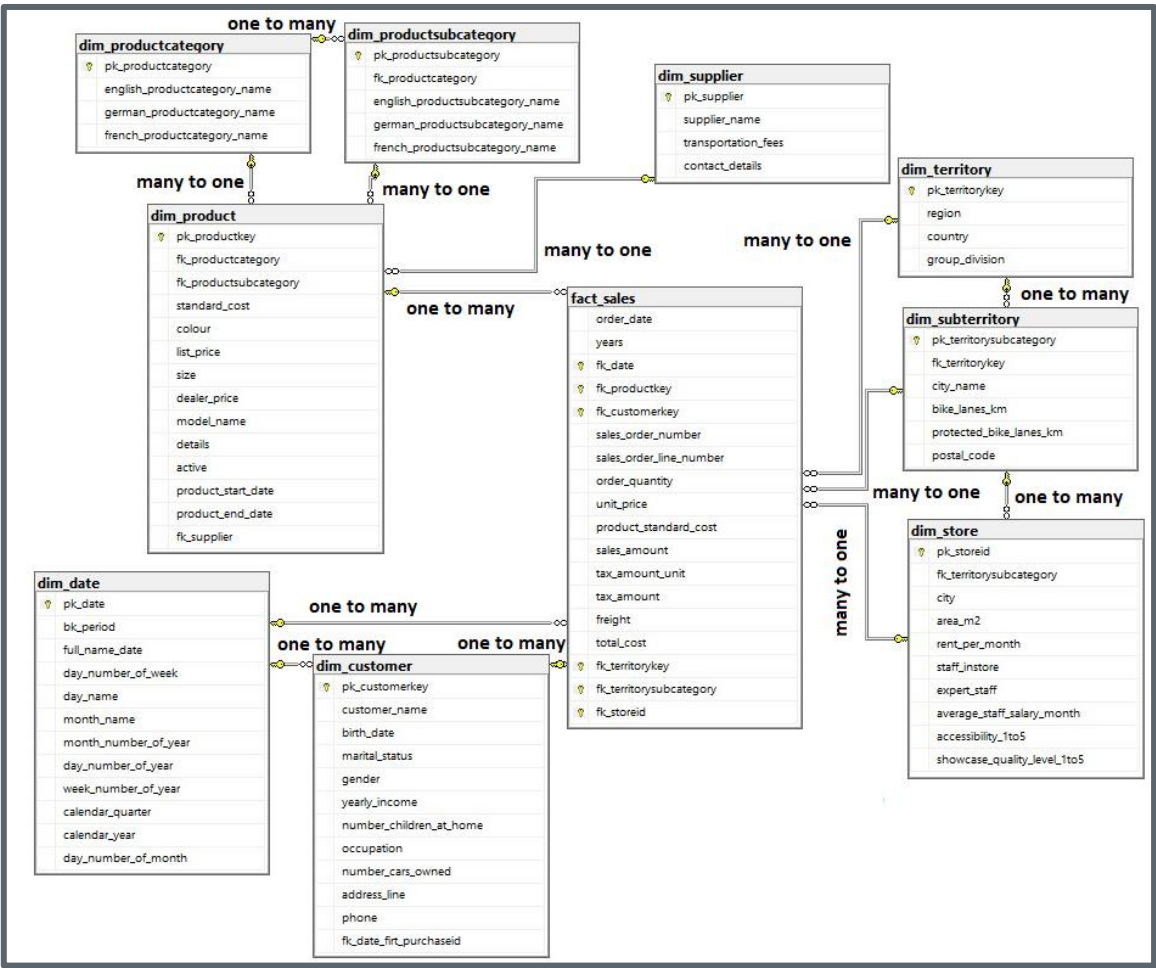 one to many
dim_productcategory
pk_productcategory
english_productcategory_name
german_productcategory_name
french_productcategory_name
dim_productsubcategory
pk_productsubcategory
fk_productcategory
english_productsubcategory_name
german_productsubcategory_name
french_productsubcategory_name
dim_supplier
pk_supplier
supplier_name
transportation_fees
contact_details
dim_territory
pk_territorykey
region
country
group_division
many to one
many to one
many to one
many to one
one to many
dim_product
pk_productkey
fk_productcategory
fk_productsubcategory
standard_cost
colour
list_price
size
dealer_price
model_name
details
active
product_start_date
product_end_date
fk_supplier
one to many
fact_sales
order_date
years
fk_date
fk_productkey
fk_customerkey
sales_order_number
sales_order_line_number
order_quantity
unit_price
product_standard_cost
sales_amount
tax_amount_unit
tax_amount
freight
total_cost
fk_territorykey
fk_territorysubcategory
fk_storeid
dim_subterritory
pk_territorysubcategory
fk_territorykey
city_name
bike_lanes_km
protected_bike_lanes_km
postal_code
many to one
one to many
many to one
dim_store
pk_storeid
fk_territorysubcategory
city
area_m2
rent_per_month
staff_instore
expert_staff
average_staff_salary_month
accessibility_1to5
showcase_quality_level_1to5
dim_date
pk_date
bk_period
full_name_date
day_number_of_week
day_name
month_name
month_number_of_year
day_number_of_year
week_number_of_year
calendar_quarter
calendar_year
day_number_of_month
one to many
one to many
one to many
dim_customer
pk_customerkey
customer_name
birth_date
marital_status
gender
yearly_income
number_children_at_home
occupation
number_cars_owned
address_line
phone
fk_date_firt_purchaseid